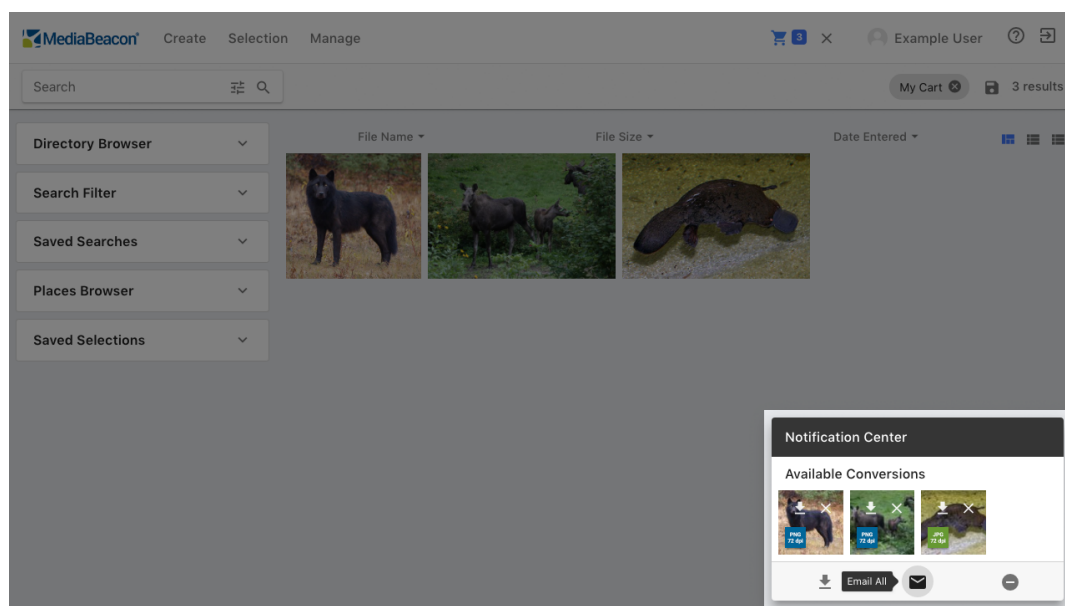 MediaBeacon® Create Selection Manage 3 Example User
Search My Cart 3 results
File Name File Size Date Entered
Directory Browser
Search Filter
Saved Searches
Places Browser
Saved Selections
Notification Center
Available Conversions
PNG 72 dpi PNG 72 dpi JPG 72 dpi
Email All